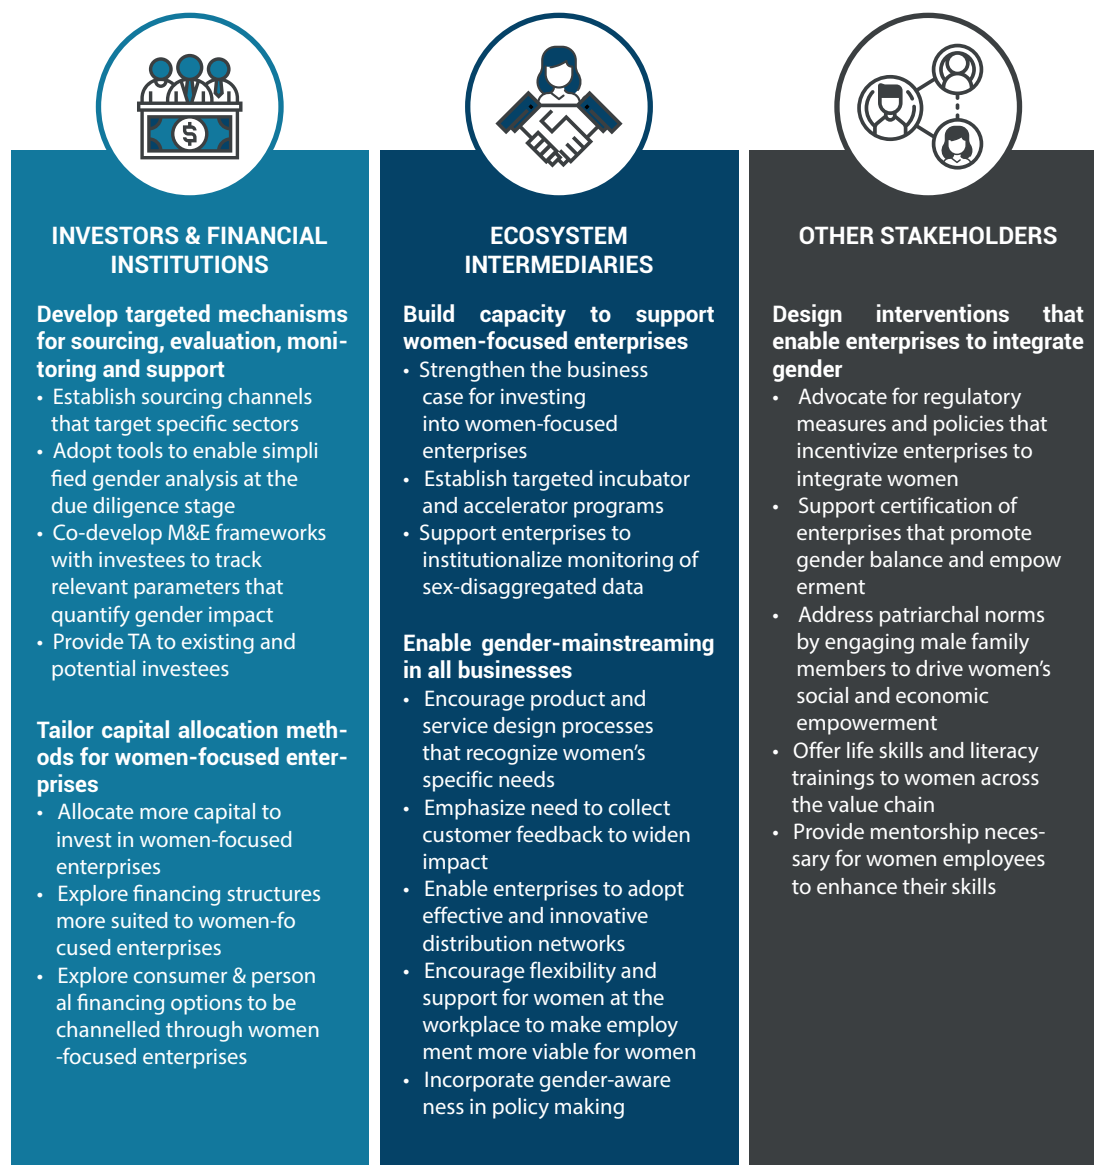 $
INVESTORS & FINANCIAL
INSTITUTIONS
Develop targeted mechanisms
for sourcing, evaluation, moni-
toring and support
• Establish sourcing channels
that target specific sectors
• Adopt tools to enable simpli
fied gender analysis at the
due diligence stage
• Co-develop M&E frameworks
with investees to track
relevant parameters that
quantify gender impact
• Provide TA to existing and
potential investees
Tailor capital allocation meth-
ods for women-focused enter-
prises
• Allocate more capital to
invest in women-focused
enterprises
• Explore financing structures
more suited to women-fo
cused enterprises
• Explore consumer & person
al financing options to be
channelled through women
-focused enterprises
ECOSYSTEM
INTERMEDIARIES
Build capacity to support
women-focused enterprises
• Strengthen the business
case for investing
into women-focused
enterprises
• Establish targeted incubator
and accelerator programs
• Support enterprises to
institutionalize monitoring of
sex-disaggregated data
Enable gender-mainstreaming
in all businesses
• Encourage product and
service design processes
that recognize women's
specific needs
• Emphasize need to collect
customer feedback to widen
impact
• Enable enterprises to adopt
effective and innovative
distribution networks
• Encourage flexibility and
support for women at the
workplace to make employ
ment more viable for women
• Incorporate gender-aware
ness in policy making
OTHER STAKEHOLDERS
Design interventions that
enable enterprises to integrate
gender
• Advocate for regulatory
measures and policies that
incentivize enterprises to
integrate women
• Support certification of
enterprises that promote
gender balance and empow
erment
• Address patriarchal norms
by engaging male family
members to drive women's
social and economic
empowerment
• Offer life skills and literacy
trainings to women across
the value chain
• Provide mentorship neces-
sary for women employees
to enhance their skills